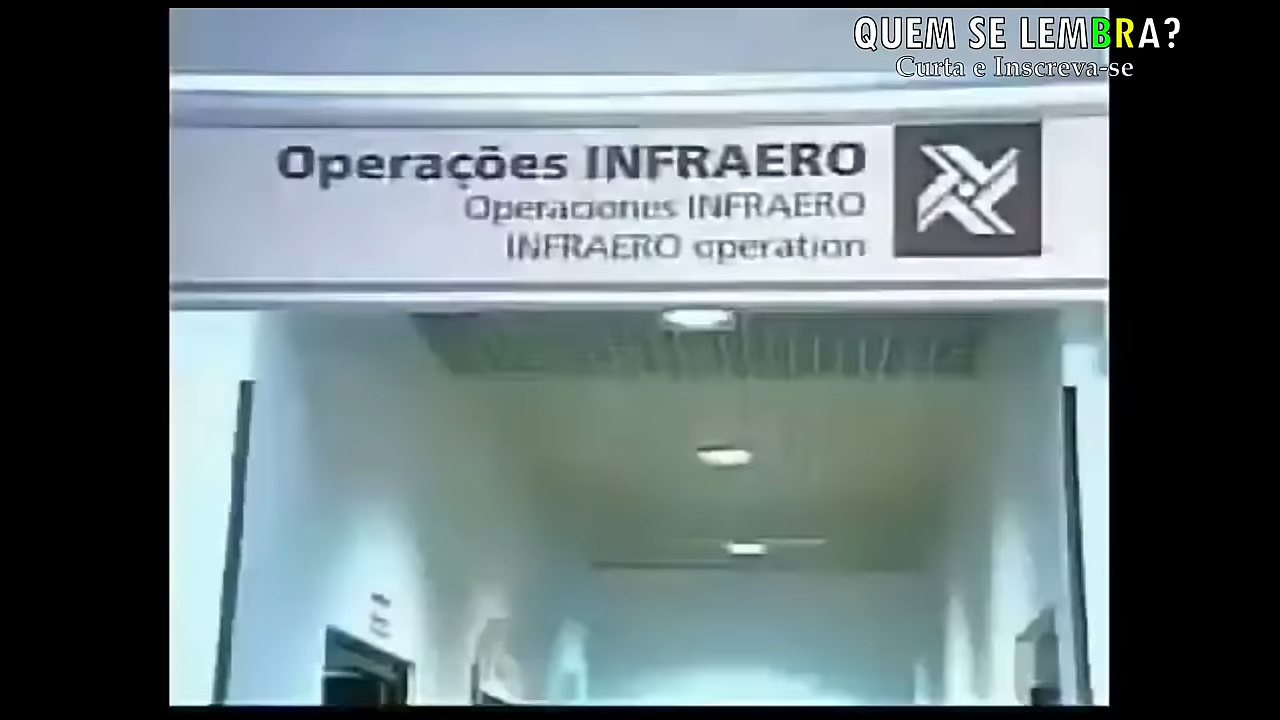 QUEM SE LEMBRA?
Curta e Inscreva-se
Operações INFRAERO
Operaciones INFRAERO
INFRAERO operation